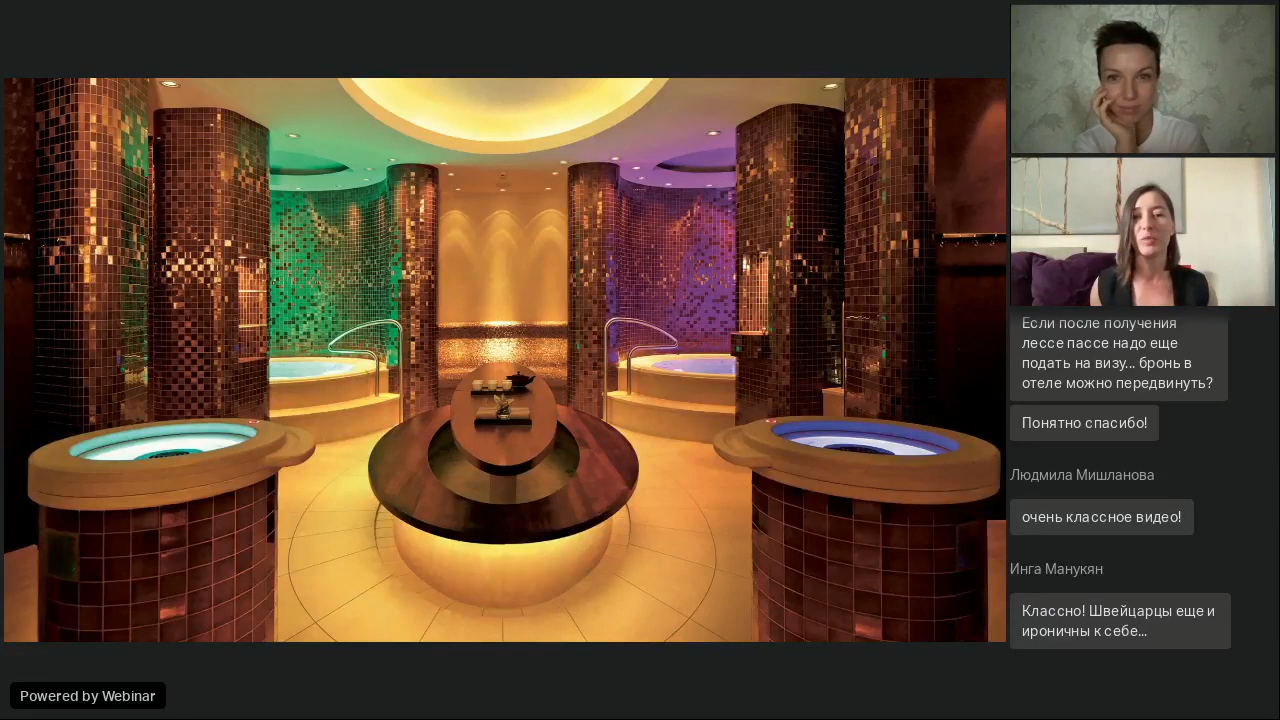 Если после получения
лессе пассе надо еще
подать на визу... бронь в
отеле можно передвинуть?
Понятно спасибо!
Людмила Мишланова
очень классное видео!
Инга Манукян
Классно! Швейцарцы еще и
ироничны к себе...
Powered by Webinar